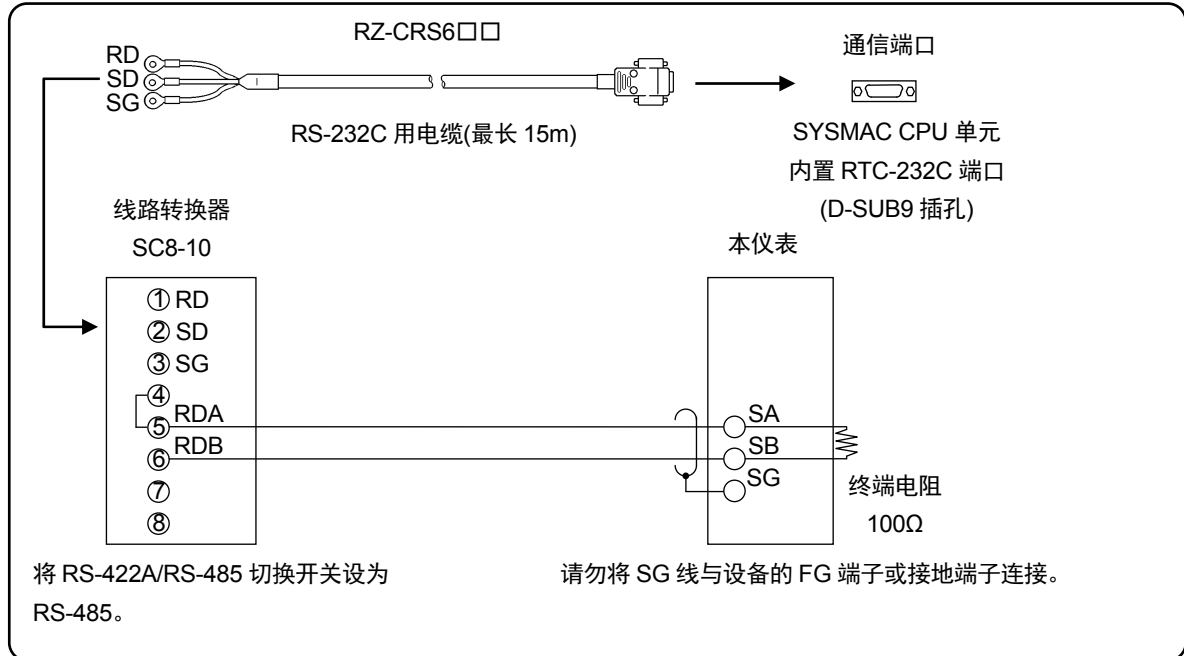 RZ-CRS6□□
RD
SD
SG
RS-232C 用电缆(最长 15m)
通信端口
SYSMAC CPU 单元
内置 RTC-232C 端口
(D-SUB9 插孔)
线路转换器
SC8-10
① RD
② SD
③ SG
④
⑤ RDA
⑥ RDB
⑦
⑧
本仪表
SA
SB
SG
终端电阻
100Ω
将 RS-422A/RS-485 切换开关设为
RS-485。
请勿将 SG 线与设备的 FG 端子或接地端子连接。